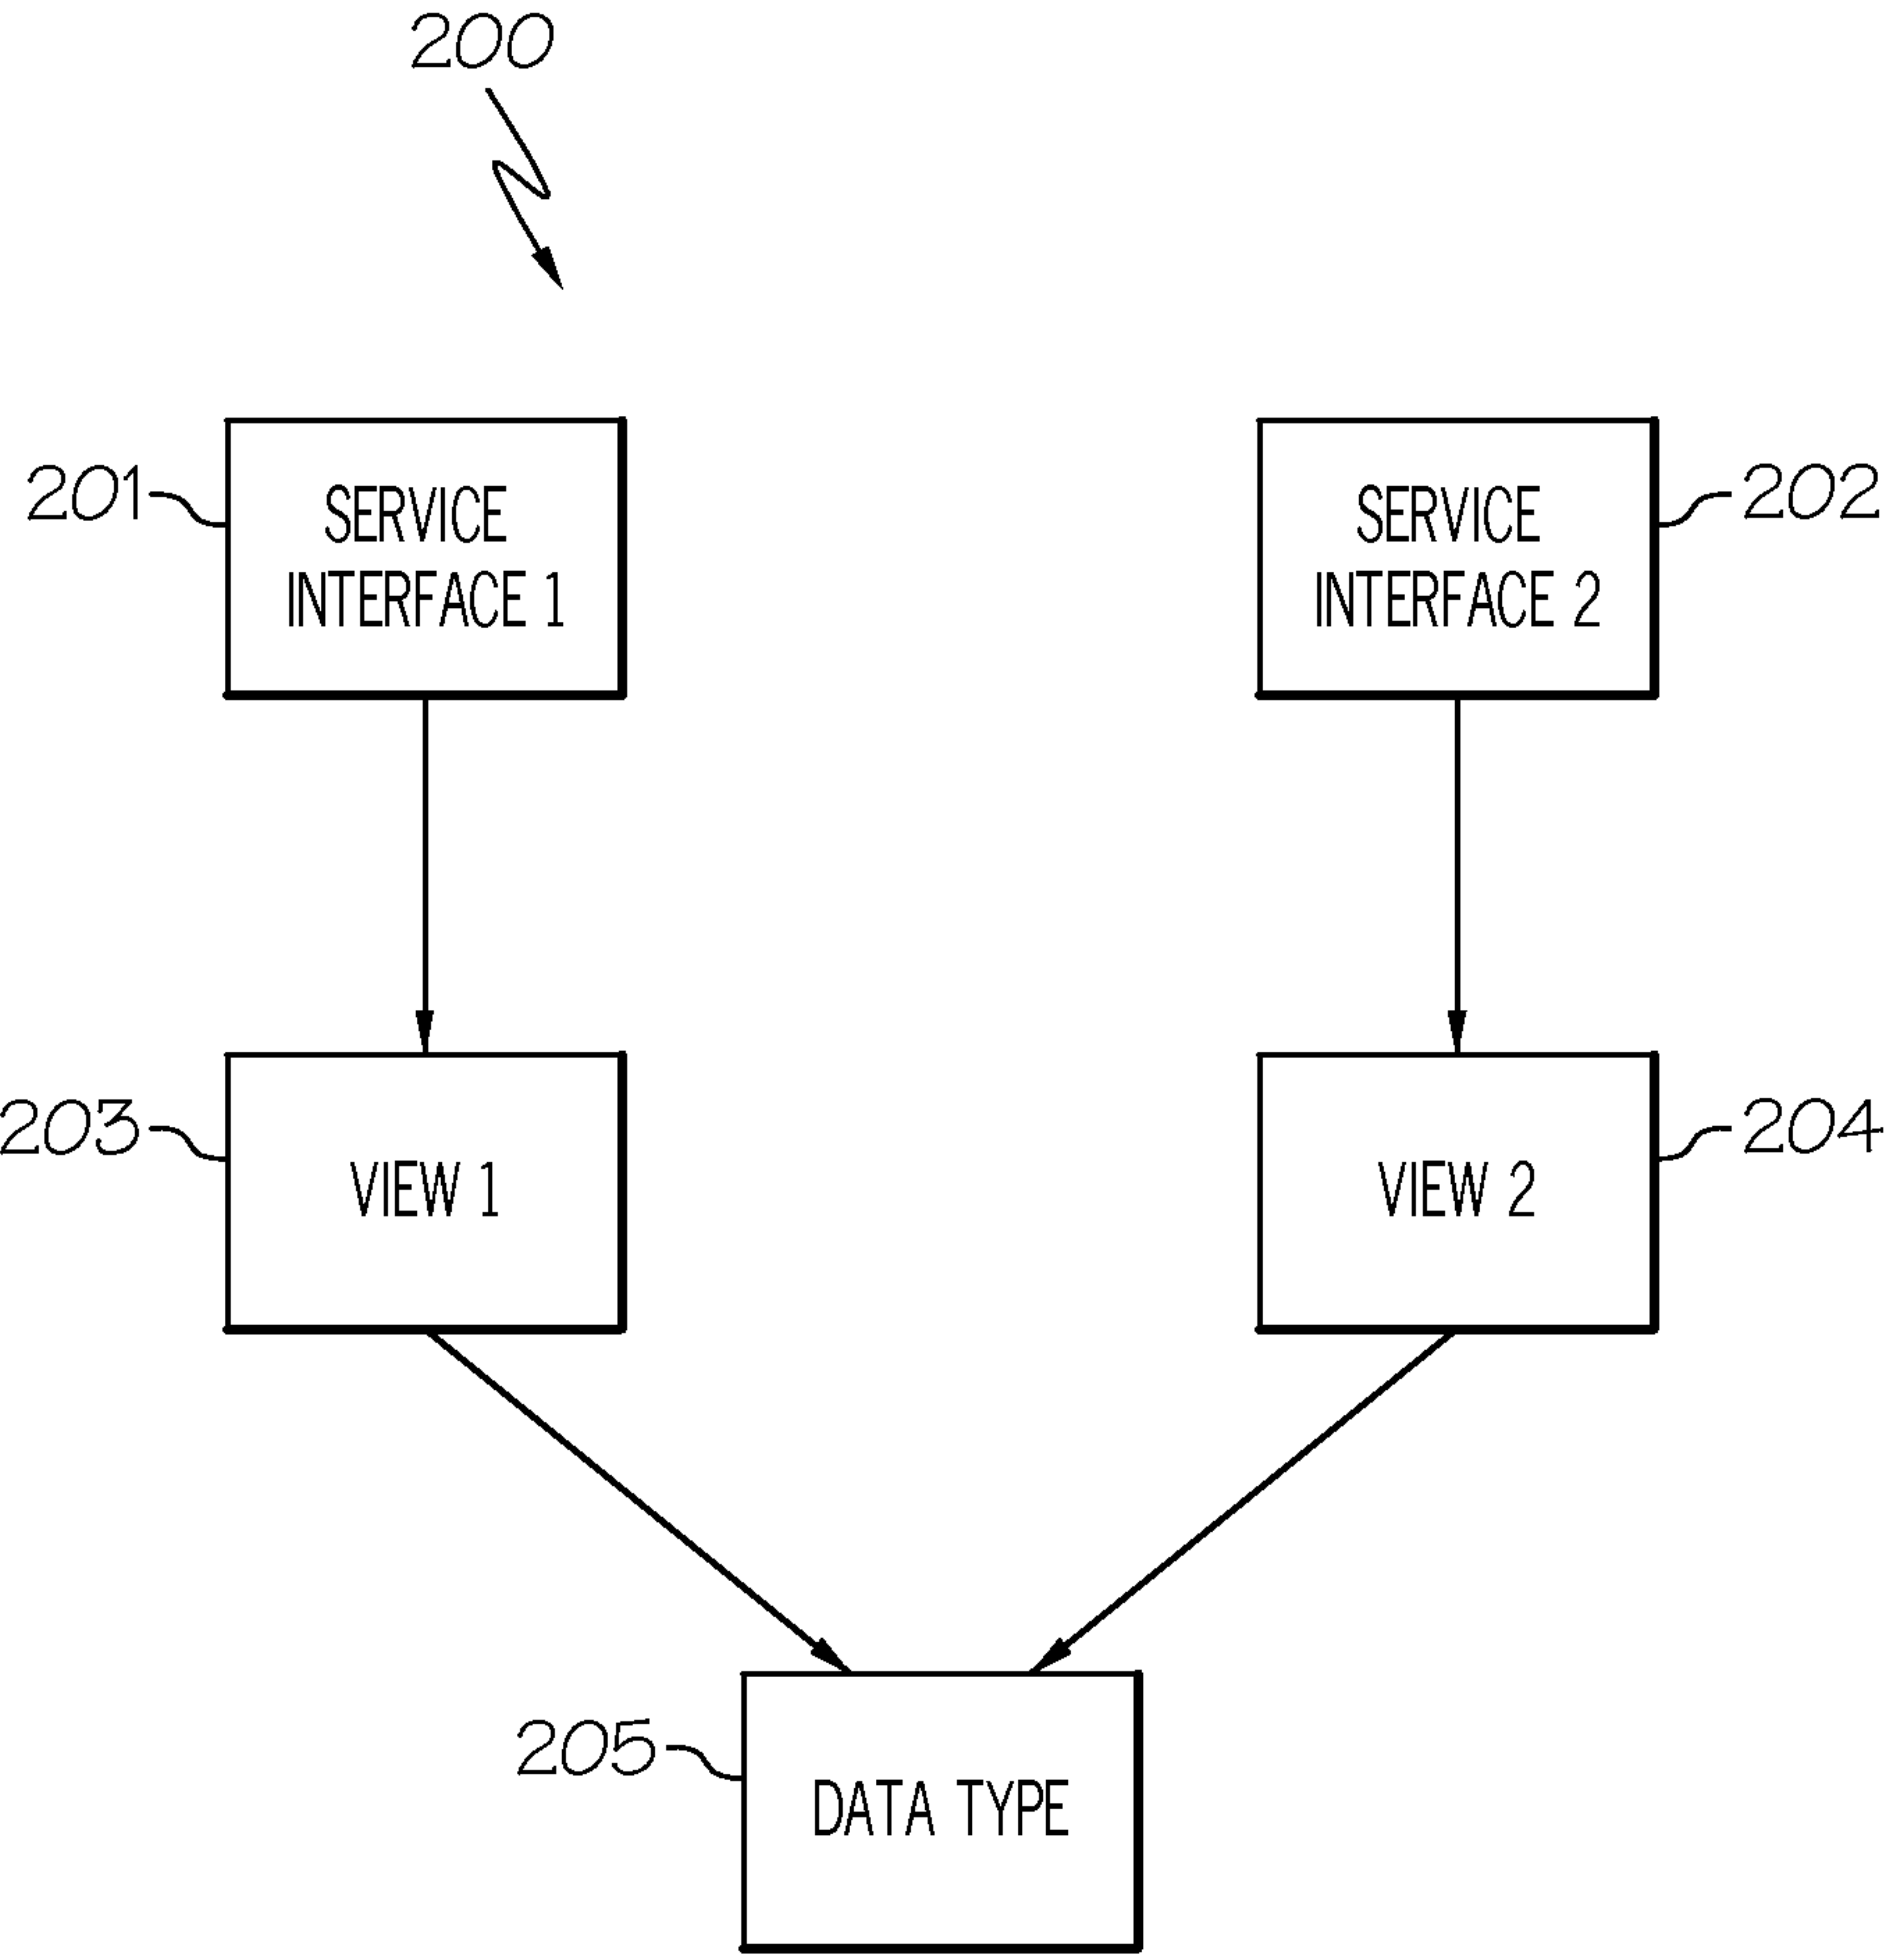 200
201
SERVICE
INTERFACE 1
SERVICE
INTERFACE 2
202
203
VIEW 1
VIEW 2
204
205
DATA TYPE